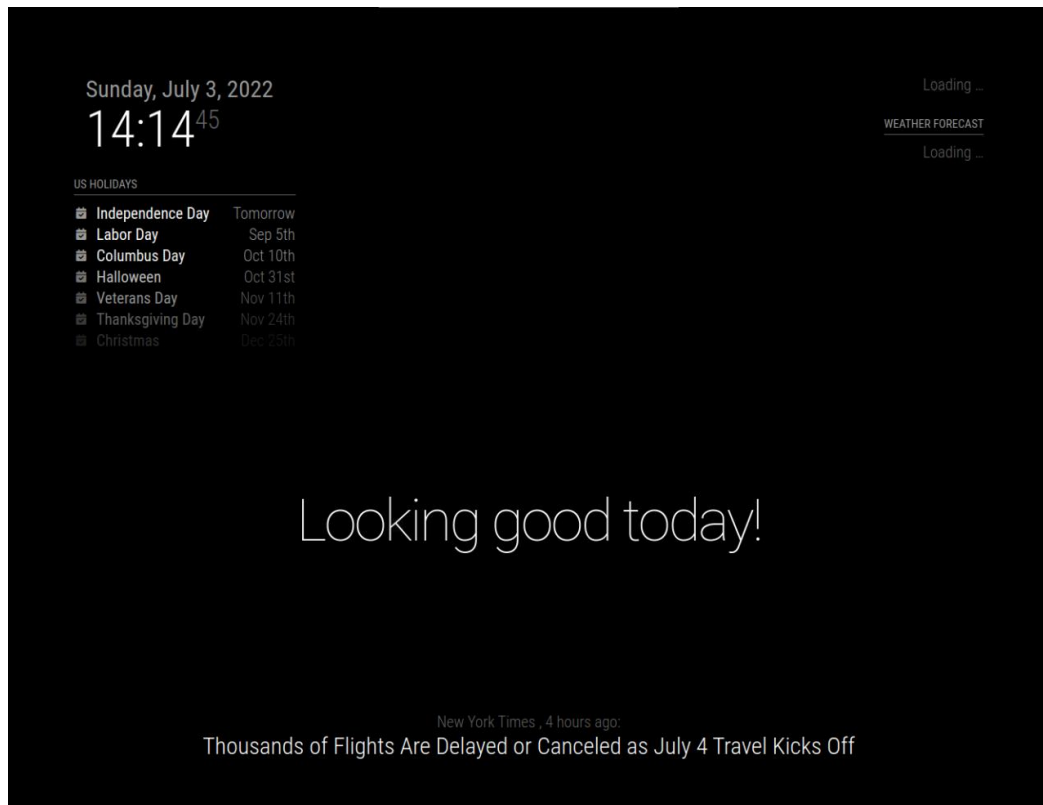 Sunday, July 3, 2022
14:14 45
US HOLIDAYS
Independence Day Tomorrow
Labor Day Sep 5th
Columbus Day Oct 10th
Halloween Oct 31st
Veterans Day Nov 11th
Thanksgiving Day Nov 24th
Christmas Dec 25th
Loading ...
WEATHER FORECAST
Loading ...
Looking good today!
New York Times , 4 hours ago:
Thousands of Flights Are Delayed or Canceled as July 4 Travel Kicks Off